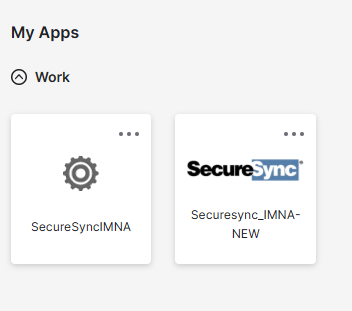 My Apps
Work
SecureSyncIMNA
SecureSync
Securesync_IMNA-
NEW